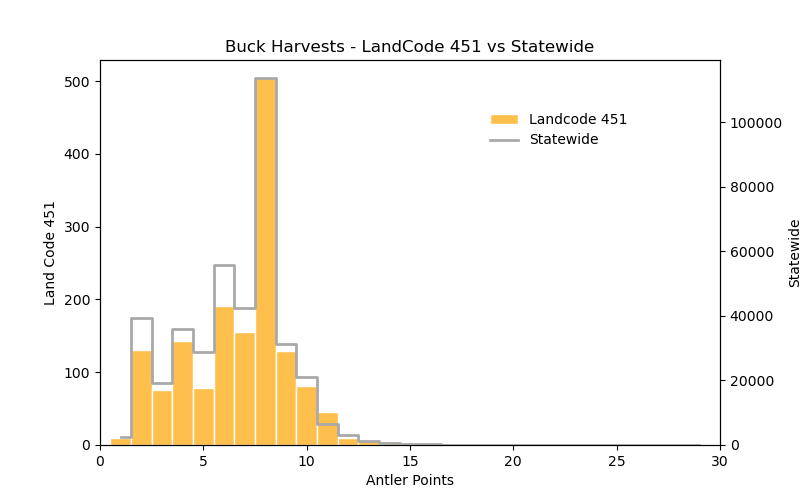 Buck Harvests - LandCode 451 vs Statewide
500
400
300
200
100
0
Land Code 451
Landcode 451
Statewide
100000
80000
60000
40000
20000
0
Statewide
0 5 10 15 20 25 30
Antler Points